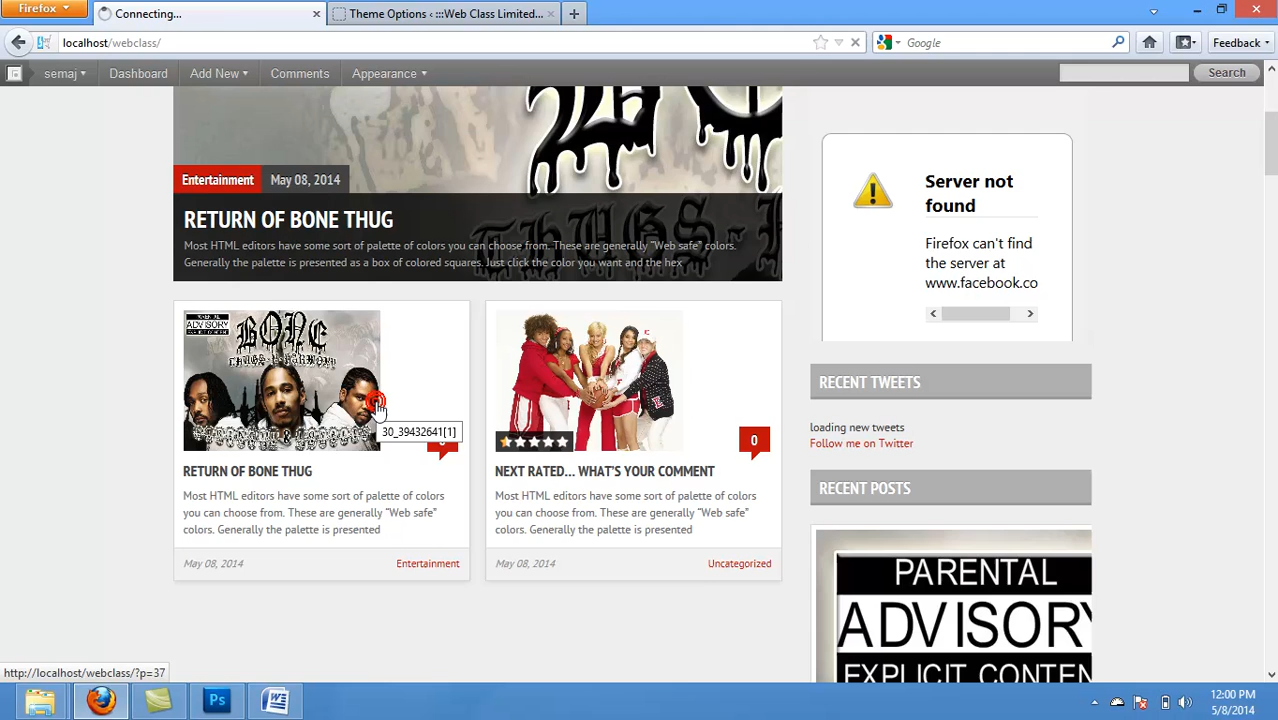 Firefox
Connecting...
Theme Options ‹ :::Web Class Limited...
localhost/webclass/
Google
Feedback
semaj
Dashboard
Add New
Comments
Appearance
Search
Entertainment
May 08, 2014
RETURN OF BONE THUG
Most HTML editors have some sort of palette of colors you can choose from. These are generally “Web safe” colors.
Generally the palette is presented as a box of colored squares. Just click the color you want and the hex
THUGS-
Server not
found
Firefox can't find
the server at
www.facebook.co
PARENTAL
ADVISORY
BONE
30_39432641[1]
0
RETURN OF BONE THUG
Most HTML editors have some sort of palette of colors
you can choose from. These are generally “Web safe”
colors. Generally the palette is presented
May 08, 2014
Entertainment
NEXT RATED... WHAT'S YOUR COMMENT
Most HTML editors have some sort of palette of colors
you can choose from. These are generally “Web safe”
colors. Generally the palette is presented
May 08, 2014
Uncategorized
RECENT TWEETS
loading new tweets
Follow me on Twitter
RECENT POSTS
PARENTAL
ADVISORY
EXPLICIT CONTEN
http://localhost/webclass/?p=37
Ps
12:00 PM
5/8/2014